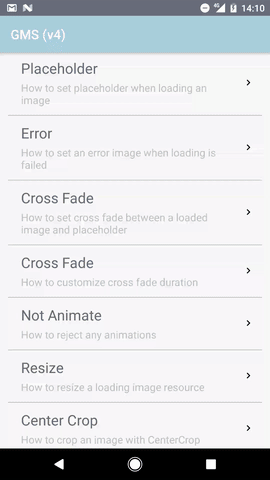 14:10
GMS (v4)
Placeholder
How to set placeholder when loading an
image
Error
How to set an error image when loading is
failed
Cross Fade
How to set cross fade between a loaded
image and placeholder
Cross Fade
How to customize cross fade duration
Not Animate
How to reject any animations
Resize
How to resize a loading image resource
Center Crop
How to crop an image with CenterCrop